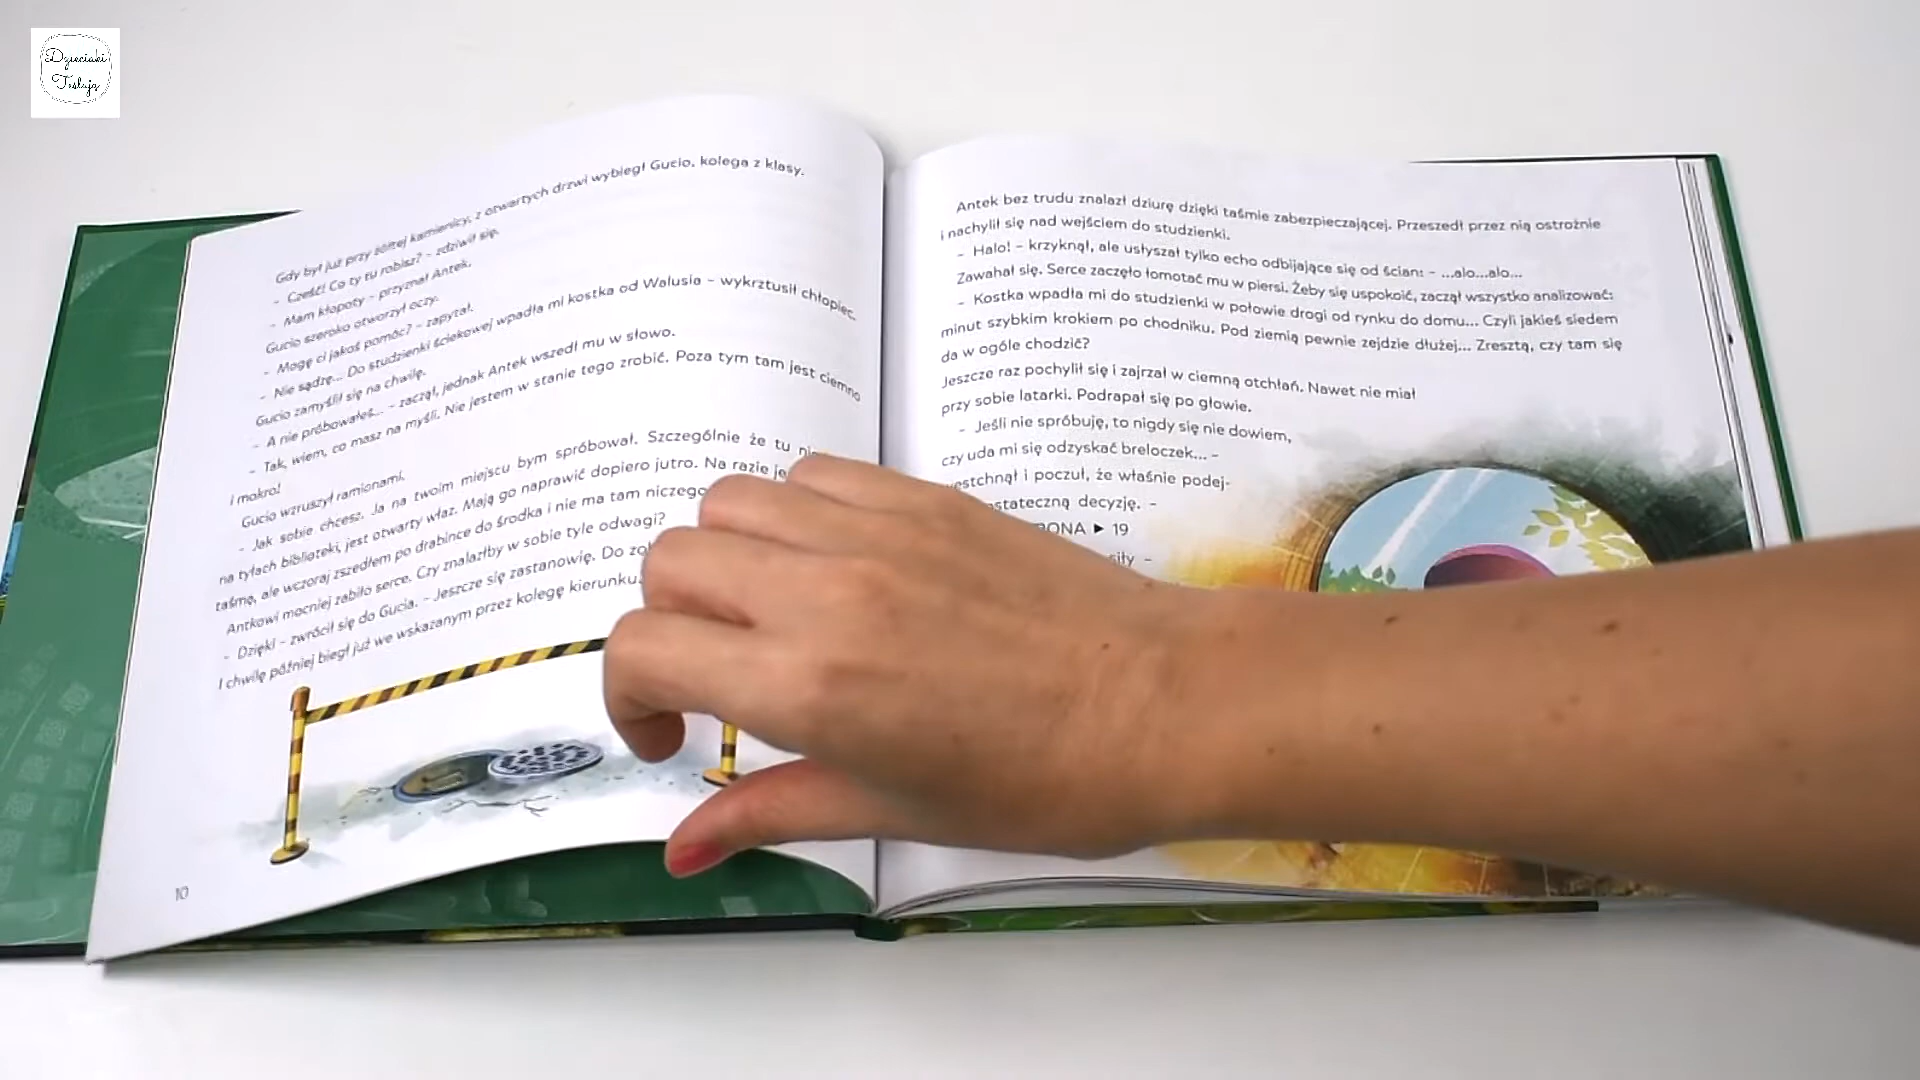 Dzieciaki
Testują
Gdy był już przy żółtej kamienicy, z otwartych drzwi wybiegł Gucio, kolega z klasy.
– Cześć! Co ty tu robisz? – zdziwił się.
– Mam kłopoty – przyznał Antek.
Gucio szeroko otworzył oczy.
– Mogę ci jakoś pomóc? – zapytał.
– Nie sądzę... Do studzienki ściekowej wpadła mi kostka od Walusia – wykrztusił chłopiec.
Gucio zamyślił się na chwilę.
– A nie próbowałeś... – zaczął, jednak Antek wszedł mu w słowo.
– Tak, wiem, co masz na myśli. Nie jestem w stanie tego zrobić. Poza tym tam jest ciemno
i mokro!
Gucio wzruszył ramionami.
– Jak sobie chcesz. Ja na twoim miejscu bym spróbował. Szczególnie że tu
na tyłach biblioteki, jest otwarty właz. Mają go naprawić dopiero jutro. Na razie
taśmę, ale wczoraj zszedłem po drabince do środka i nie ma tam niczego
Antkowi mocniej zabiło serce. Czy znalazłby w sobie tyle odwagi?
– Dzięki – zwrócił się do Gucia. – Jeszcze się zastanowię. Do
I chwilę później biegł już we wskazanym przez kolegę kierunku.
10
Antek bez trudu znalazł dziurę dzięki taśmie zabezpieczającej. Przeszedł przez nią ostrożnie
i nachylił się nad wejściem do studzienki.
– Halo! – krzyknął, ale usłyszał tylko echo odbijające się od ścian: – ...alo...alo...
Zawahał się. Serce zaczęło łomotać mu w piersi. Żeby się uspokoić, zaczął wszystko analizować:
– Kostka wpadła mi do studzienki w połowie drogi od rynku do domu... Czyli jakieś siedem
minut szybkim krokiem po chodniku. Pod ziemią pewnie zejdzie dłużej... Zresztą, czy tam się
da w ogóle chodzić?
Jeszcze raz pochylił się i zajrzał w ciemną otchłań. Nawet nie miał
przy sobie latarki. Podrapał się po głowie.
– Jeśli nie spróbuję, to nigdy się nie dowiem,
czy uda mi się odzyskać breloczek... –
westchnął i poczuł, że właśnie podej-
ostateczną decyzję. –
RONA ► 19
siły –